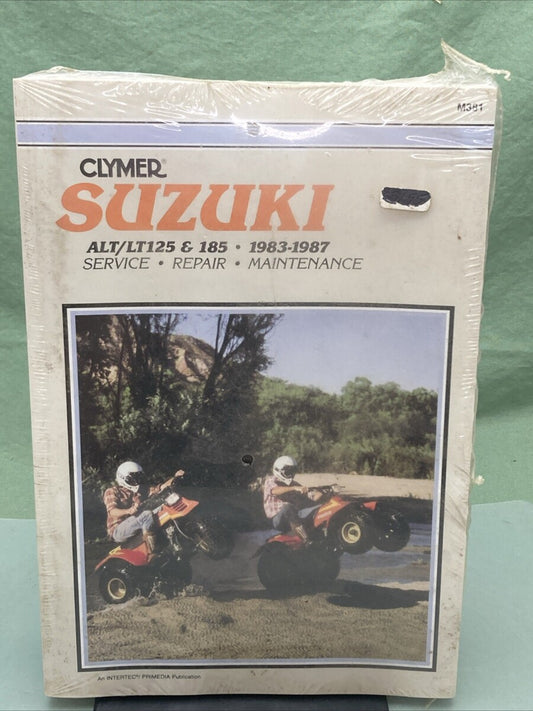 M381
CLYMER®
SUZUKI
ALT/LT125 & 185 • 1983-1987
SERVICE • REPAIR • MAINTENANCE
An INTERTEC/PRIMEDIA Publication